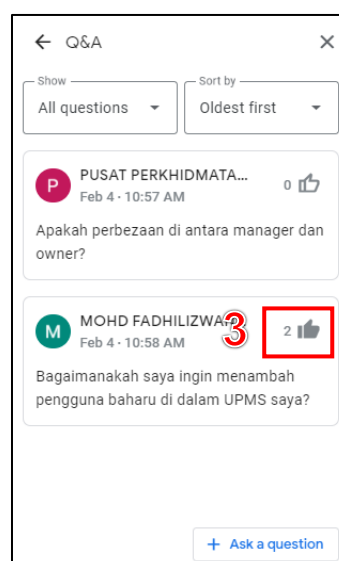 Q&A
Show
All questions
Sort by
Oldest first
P
PUSAT PERKHIDMATA...
Feb 4 · 10:57 AM
0
Apakah perbezaan di antara manager dan
owner?
M
MOHD FADHILIZWA
3
Feb 4 · 10:58 AM
2
Bagaimanakah saya ingin menambah
pengguna baharu di dalam UPMS saya?
+ Ask a question